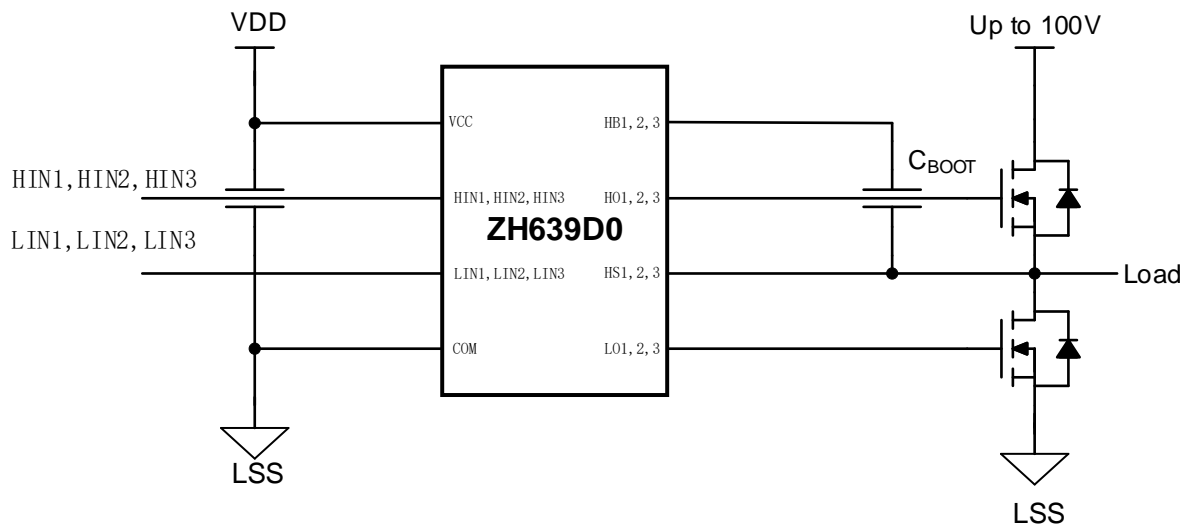 VDD
Up to 100V
VCC
HB1,2,3
CBOOT
HIN1,HIN2,HIN3
HIN1,HIN2,HIN3
HO1,2,3
ZH639D0
LIN1,LIN2,LIN3
LIN1,LIN2,LIN3
HS1,2,3
Load
COM
LO1,2,3
LSS
LSS